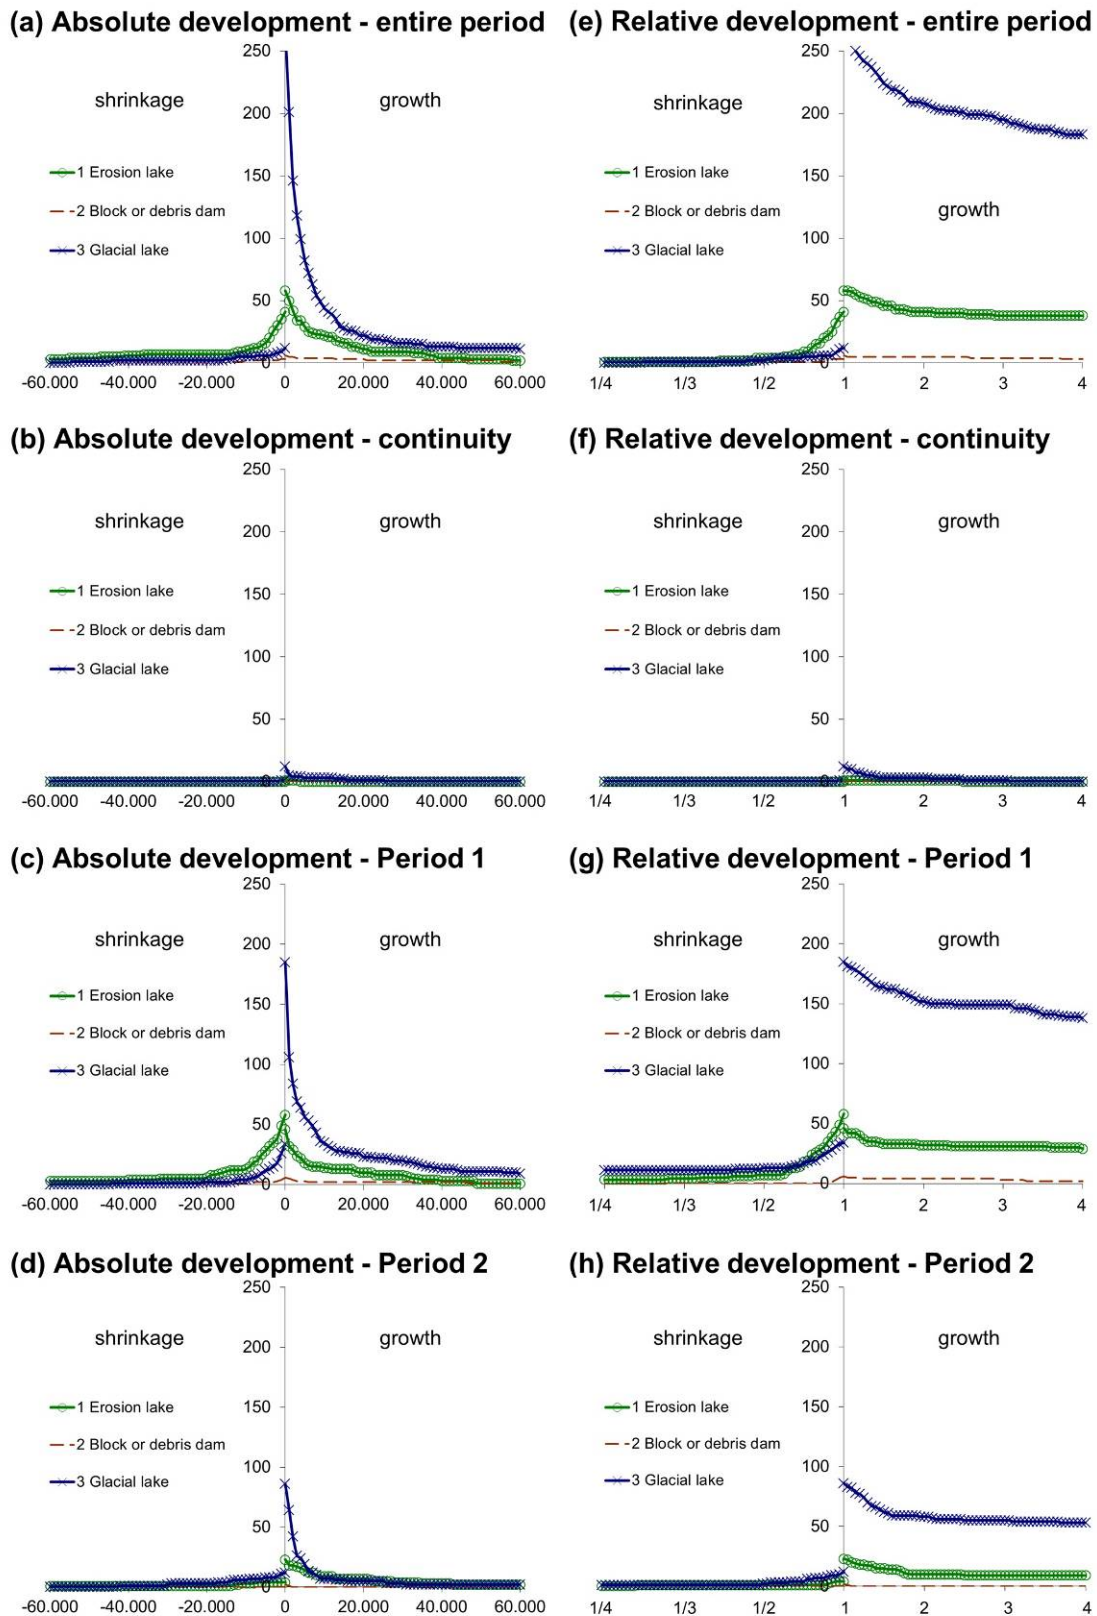 (a) Absolute development - entire period
250
shrinkage
growth
200
1 Erosion lake
150
2 Block or debris dam
100
3 Glacial lake
50
0
-60.000 -40.000 -20.000 0 20.000 40.000 60.000
(e) Relative development - entire period
250
shrinkage
200
1 Erosion lake
150
2 Block or debris dam
growth
100
3 Glacial lake
50
0
1/4 1/3 1/2 1 2 3 4
(b) Absolute development - continuity
250
shrinkage
growth
200
1 Erosion lake
150
2 Block or debris dam
100
3 Glacial lake
50
0
-60.000 -40.000 -20.000 0 20.000 40.000 60.000
(f) Relative development - continuity
250
shrinkage
growth
200
1 Erosion lake
150
2 Block or debris dam
100
3 Glacial lake
50
0
1/4 1/3 1/2 1 2 3 4
(c) Absolute development - Period 1
250
shrinkage
growth
200
1 Erosion lake
150
2 Block or debris dam
100
3 Glacial lake
50
0
-60.000 -40.000 -20.000 0 20.000 40.000 60.000
(g) Relative development - Period 1
250
shrinkage
growth
200
1 Erosion lake
150
2 Block or debris dam
100
3 Glacial lake
50
0
1/4 1/3 1/2 1 2 3 4
(d) Absolute development - Period 2
250
shrinkage
growth
200
1 Erosion lake
150
2 Block or debris dam
100
3 Glacial lake
50
0
-60.000 -40.000 -20.000 0 20.000 40.000 60.000
(h) Relative development - Period 2
250
shrinkage
growth
200
1 Erosion lake
150
2 Block or debris dam
100
3 Glacial lake
50
0
1/4 1/3 1/2 1 2 3 4